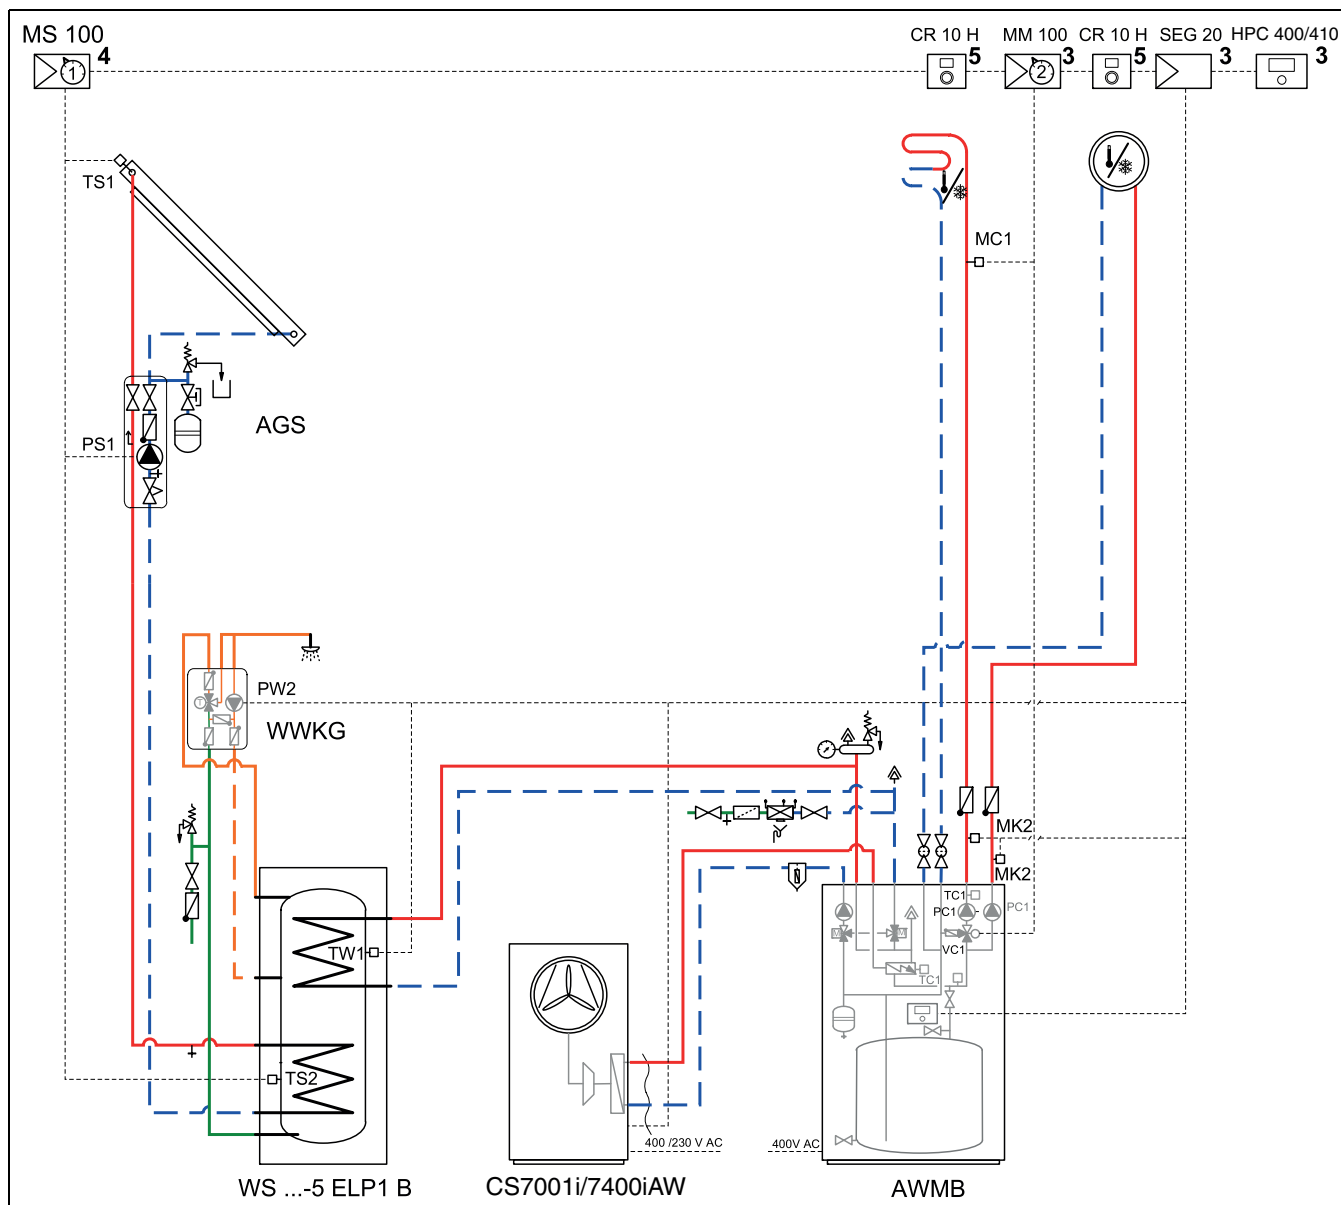 MS 100
CR 10 H
MM 100
CR 10 H
SEG 20
HPC 400/410
4
5
3
5
3
3
1
2
TS1
MC1
AGS
PS1
PW2
T
WWKG
MK2
MK2
TC1
PC1
PC1
M
M
VC1
TW1
TC1
TS2
400 /230 V AC
400V AC
WS ...-5 ELP1 B
CS7001i/7400iAW
AWMB